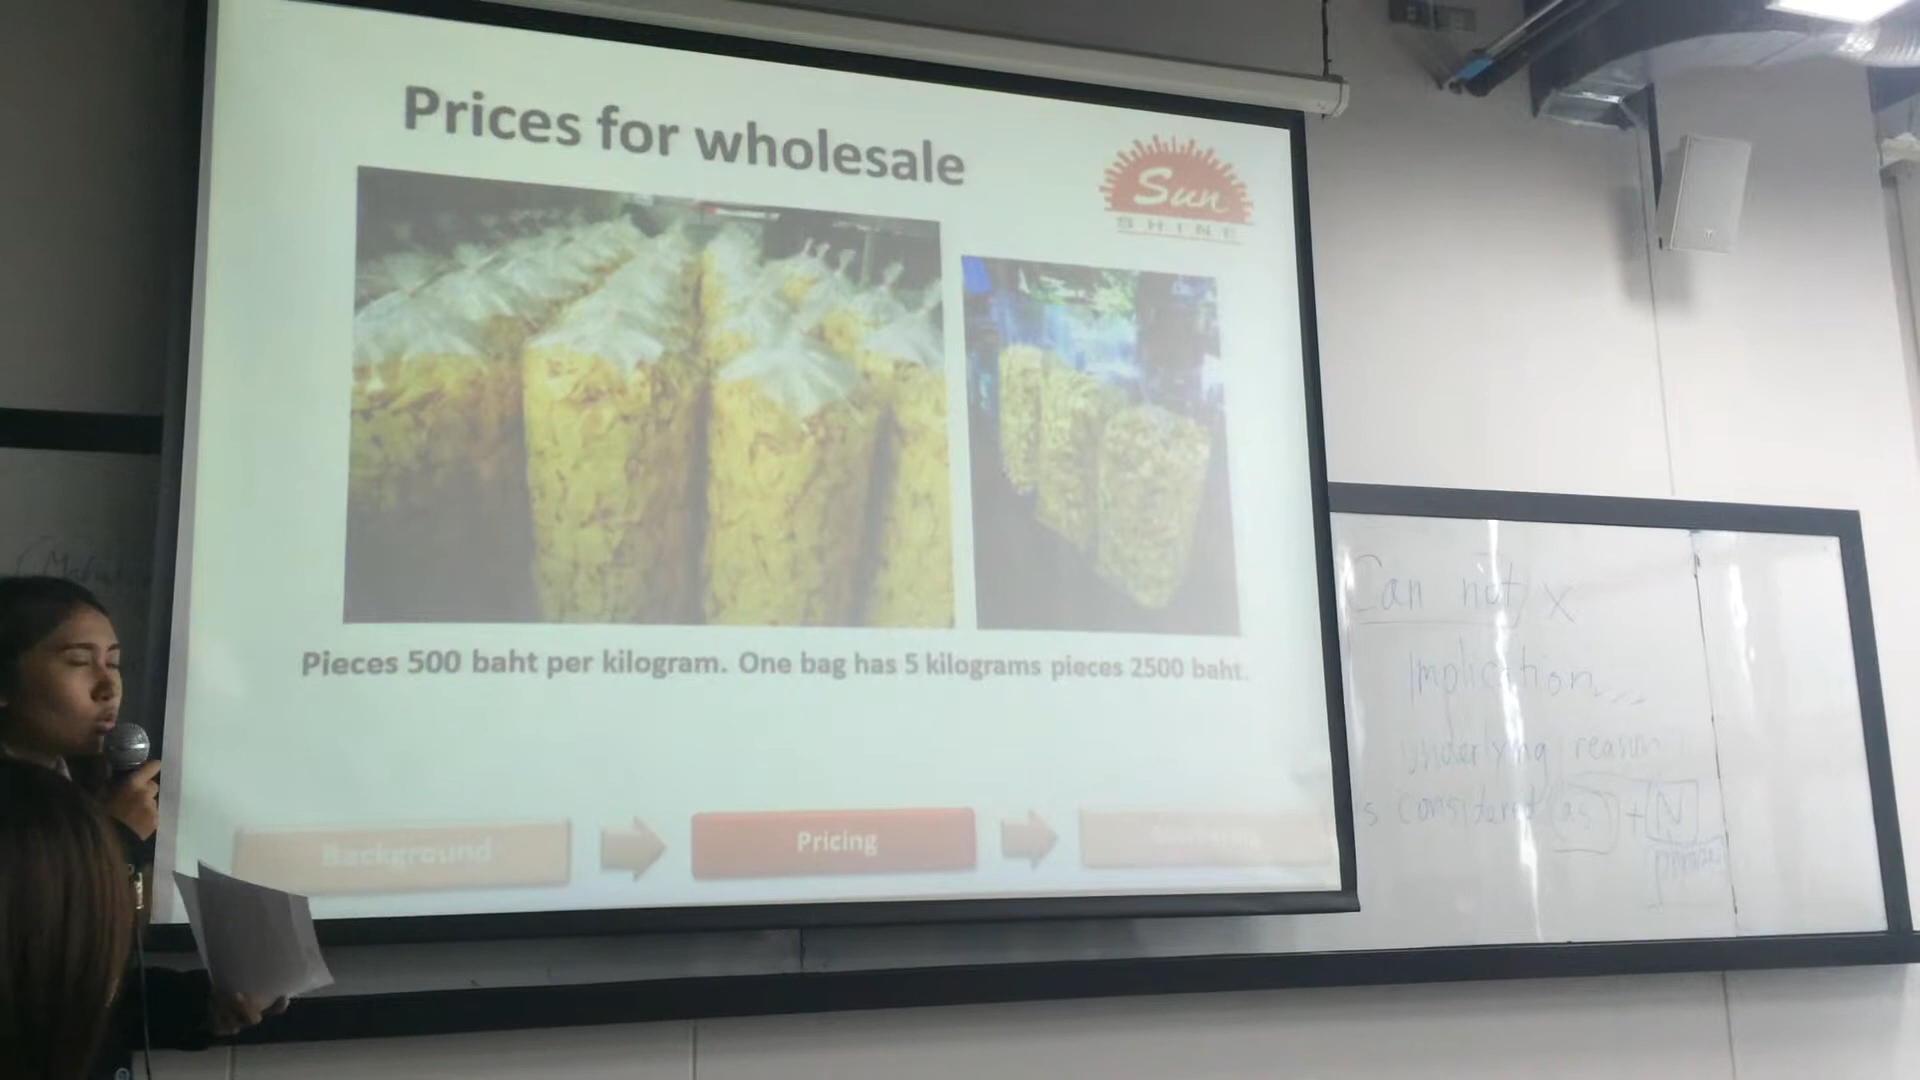 Prices for wholesale
Sun
SHINE
Pieces 500 baht per kilogram. One bag has 5 kilograms pieces 2500 baht.
Background
Pricing
Can not x
Implication
underlying reason
as + N